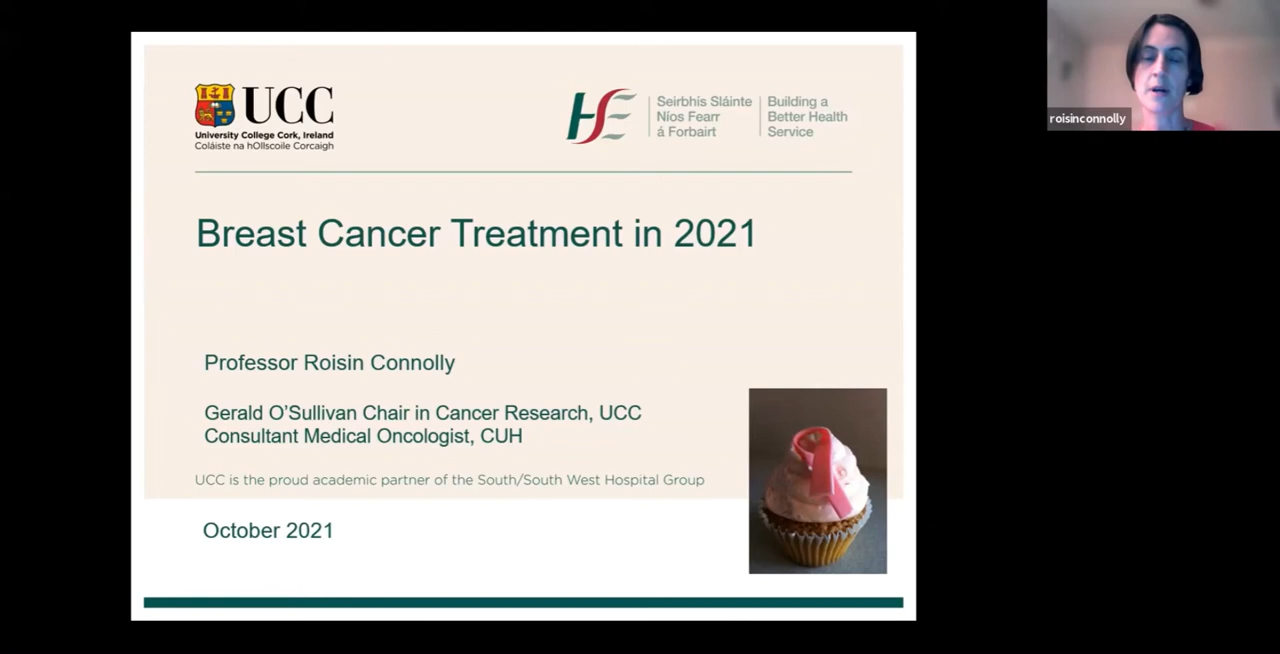 UCC
University College Cork, Ireland
Coláiste na hOllscoile Corcaigh
HSE
Seirbhís Sláinte
Níos Fearr
á Forbairt
Building a
Better Health
Service
roisinconnolly
Breast Cancer Treatment in 2021
Professor Roisin Connolly
Gerald O'Sullivan Chair in Cancer Research, UCC
Consultant Medical Oncologist, CUH
UCC is the proud academic partner of the South/South West Hospital Group
October 2021